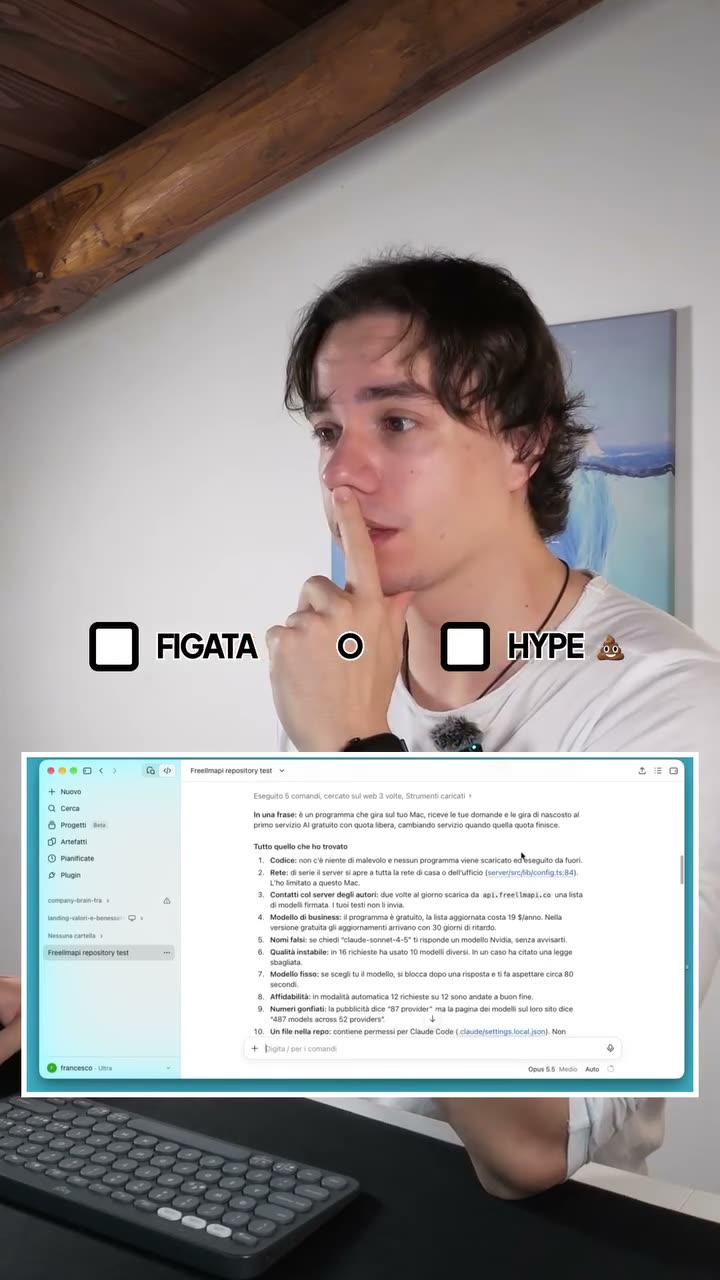 FIGATA O HYPE 💩
Freellmapi repository test
Nuovo
Cerca
Progetti Beta
Artefatti
Pianificate
Plugin
company-brain-fra
Nessuna cartella
Freellmapi repository test
francesco · Ultra
Eseguito 5 comandi, cercato sul web 3 volte, Strumenti caricati
In una frase: è un programma che gira sul tuo Mac, riceve le tue domande e le gira di nascosto al
primo servizio AI gratuito con quota libera, cambiando servizio quando quella quota finisce.
Tutto quello che ho trovato
1. Codice: non c'è niente di malevolo e nessun programma viene scaricato ed eseguito da fuori.
2. Rete: di serie il server si apre a tutta la rete di casa o dell'ufficio (server/src/lib/config.ts:84).
L'ho limitato a questo Mac.
3. Contatti col server degli autori: due volte al giorno scarica da api.freellmapi.co una lista
di modelli firmata. I tuoi testi non li invia.
4. Modello di business: il programma è gratuito, la lista aggiornata costa 19 $/anno. Nella
versione gratuita gli aggiornamenti arrivano con 30 giorni di ritardo.
5. Nomi falsi: se chiedi "claude-sonnet-4-5" ti risponde un modello Nvidia, senza avvisarti.
6. Qualità instabile: in 16 richieste ha usato 10 modelli diversi. In un caso ha citato una legge
sbagliata.
7. Modello fisso: se scegli tu il modello, si blocca dopo una risposta e ti fa aspettare circa 80
secondi.
8. Affidabilità: in modalità automatica 12 richieste su 12 sono andate a buon fine.
9. Numeri gonfiati: la pubblicità dice "87 provider" ma la pagina dei modelli sul loro sito dice
"487 models across 52 providers".
10. Un file nella repo: contiene permessi per Claude Code (.claude/settings.local.json). Non
Digita / per i comandi
Opus 5.5 Medio Auto